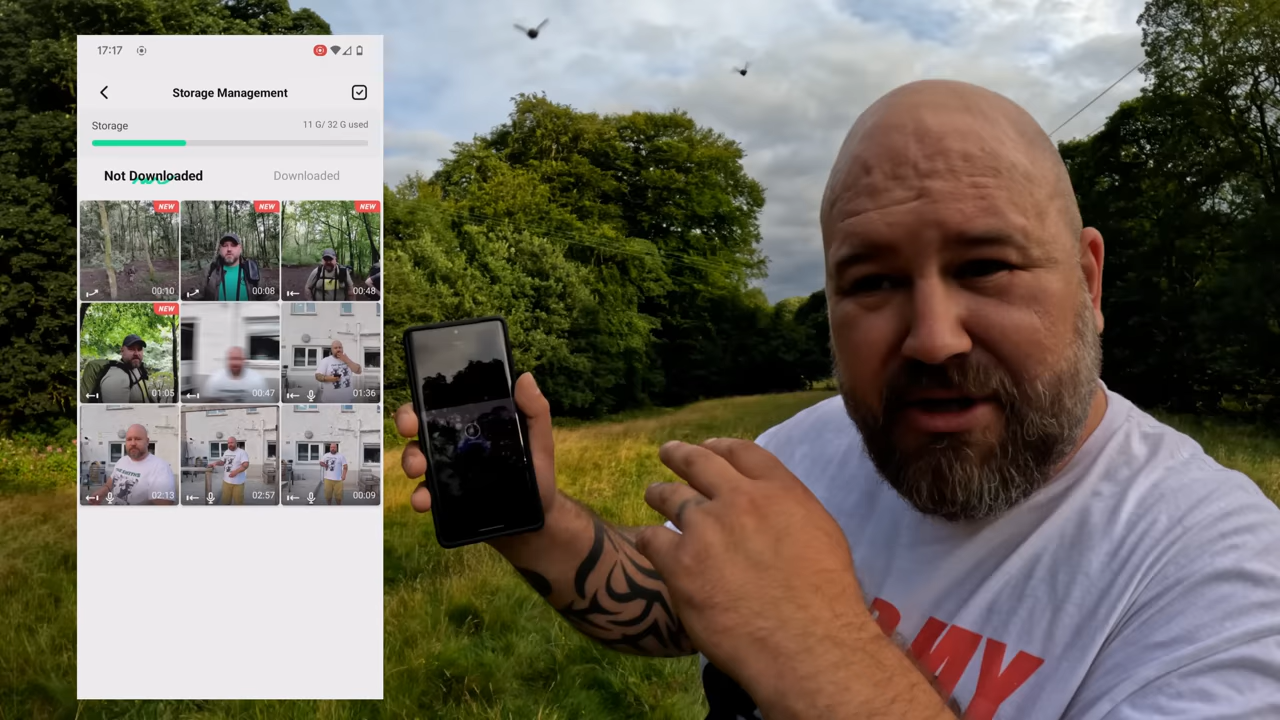 17:17
Storage Management
Storage 11 G/ 32 G used
Not Downloaded Downloaded
NEW NEW NEW
00:10 00:08 00:48
NEW
01:05 00:47 01:36
02:13 02:57 00:09